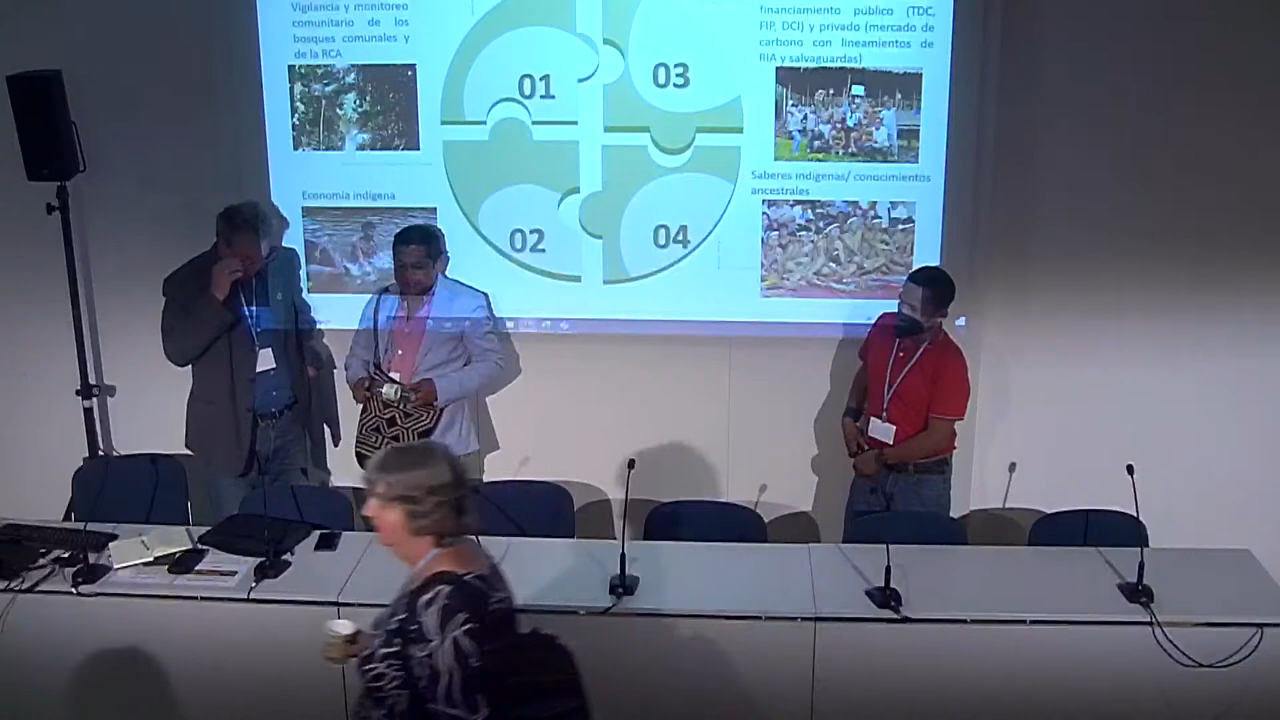 Vigilancia y monitoreo
comunitario de los
bosques comunales y
de la RCA
01
03
financiamiento público (TDC,
FIP, DCI) y privado (mercado de
carbono con lineamientos de
RIA y salvaguardas)
Economía indígena
02
04
Saberes indígenas/ conocimientos
ancestrales